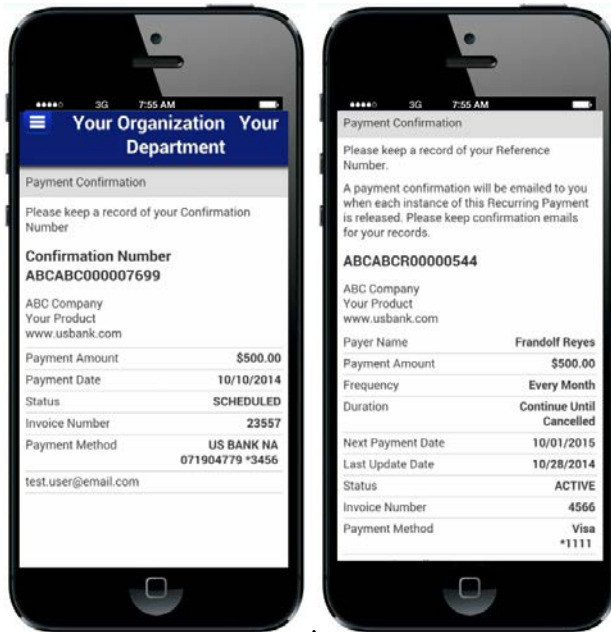 3G 7:55 AM
Your Organization Your
Department
Payment Confirmation
Please keep a record of your Confirmation
Number
Confirmation Number
ABCABC000007699
ABC Company
Your Product
www.usbank.com
Payment Amount $500.00
Payment Date 10/10/2014
Status SCHEDULED
Invoice Number 23557
Payment Method US BANK NA
071904779 *3456
test.user@email.com
3G 7:55 AM
Payment Confirmation
Please keep a record of your Reference
Number.
A payment confirmation will be emailed to you
when each instance of this Recurring Payment
is released. Please keep confirmation emails
for your records.
ABCABCR00000544
ABC Company
Your Product
www.usbank.com
Payer Name Frandolf Reyes
Payment Amount $500.00
Frequency Every Month
Duration Continue Until
Cancelled
Next Payment Date 10/01/2015
Last Update Date 10/28/2014
Status ACTIVE
Invoice Number 4566
Payment Method Visa
*1111